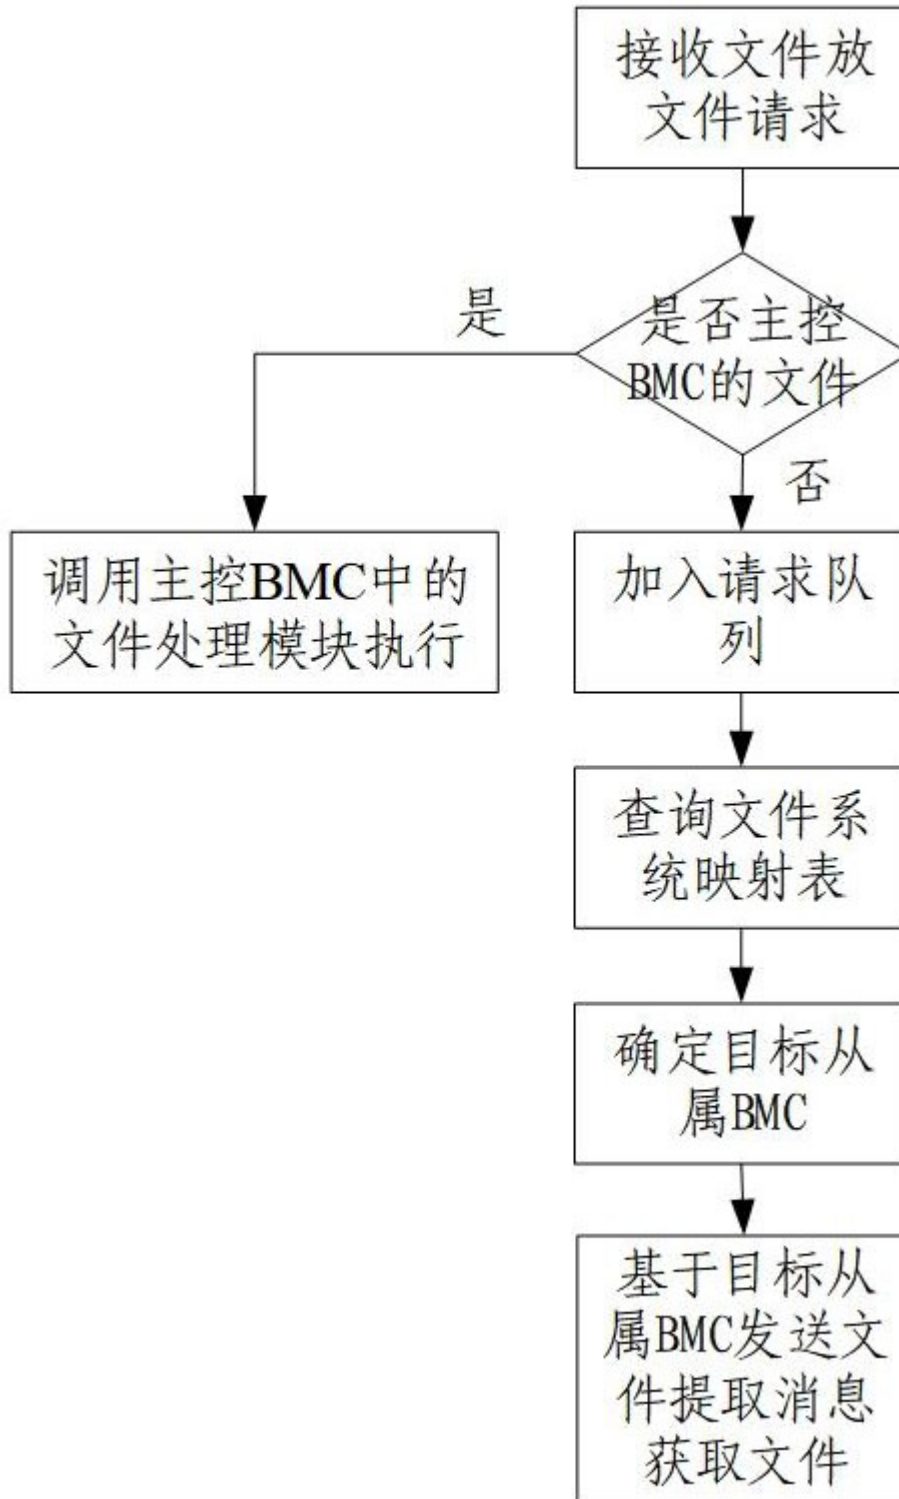 接收文件放
文件请求
是
是否主控
BMC的文件
否
调用主控BMC中的
文件处理模块执行
加入请求队
列
查询文件系
统映射表
确定目标从
属BMC
基于目标从
属BMC发送文
件提取消息
获取文件